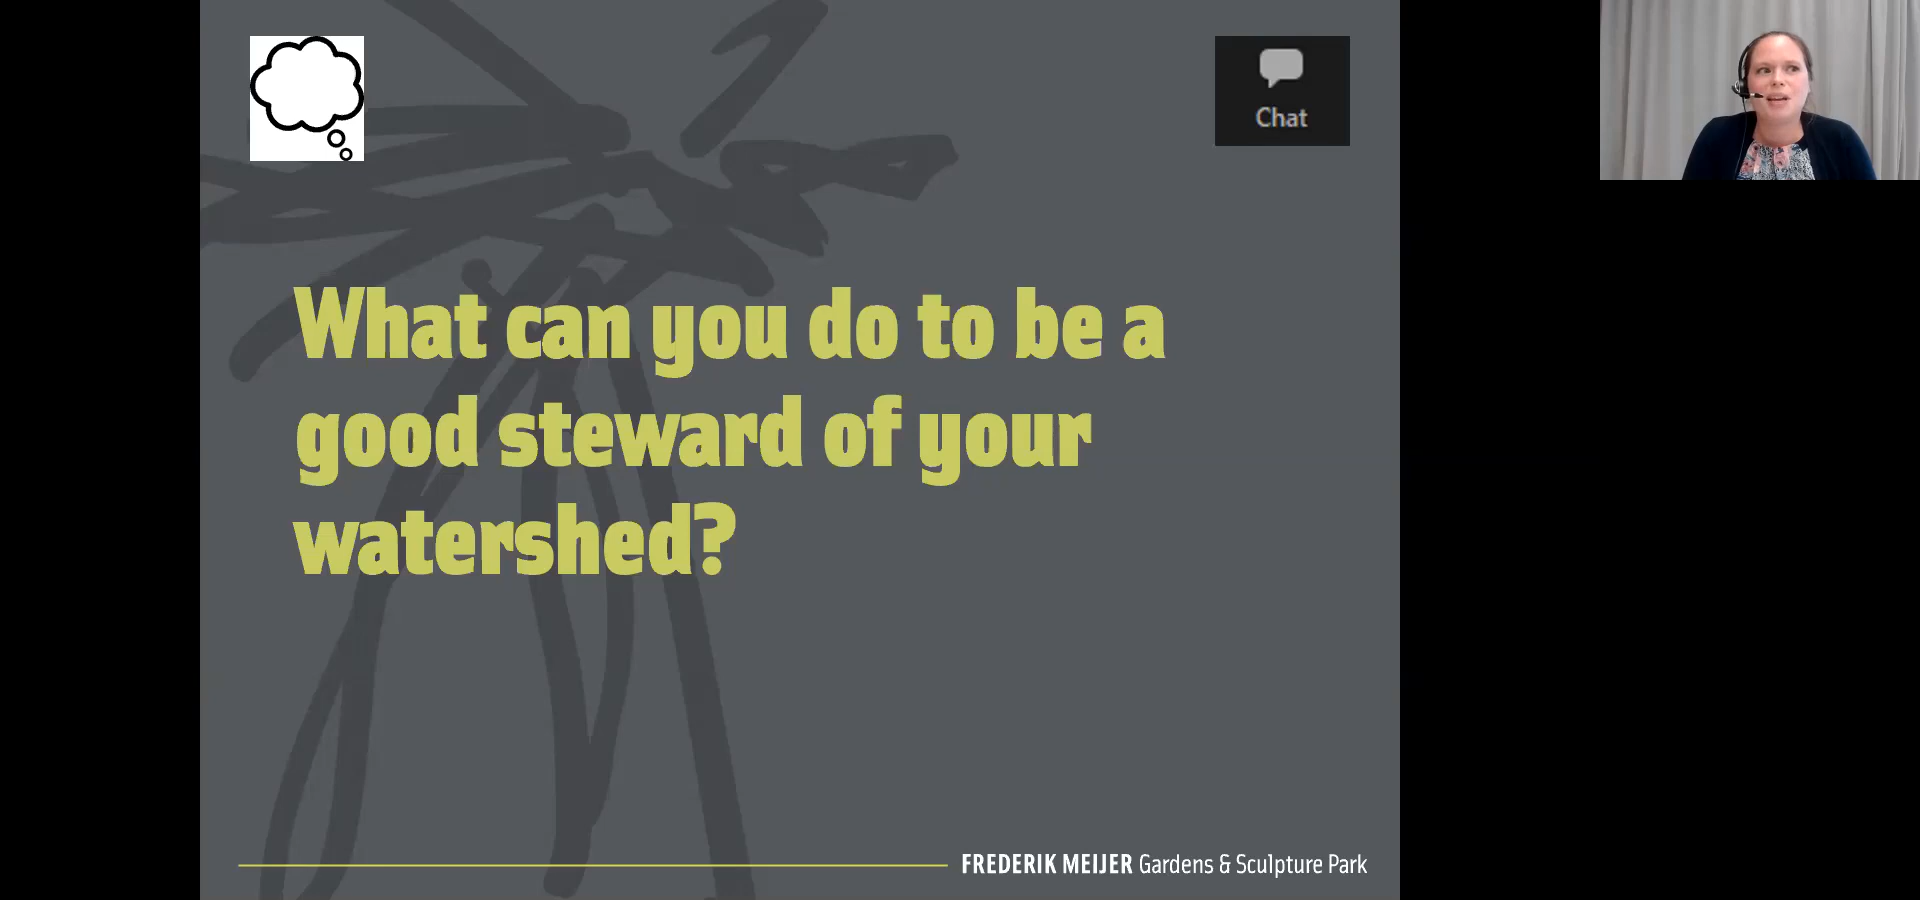 Chat
What can you do to be a
good steward of your
watershed?
FREDERIK MEIJER Gardens & Sculpture Park